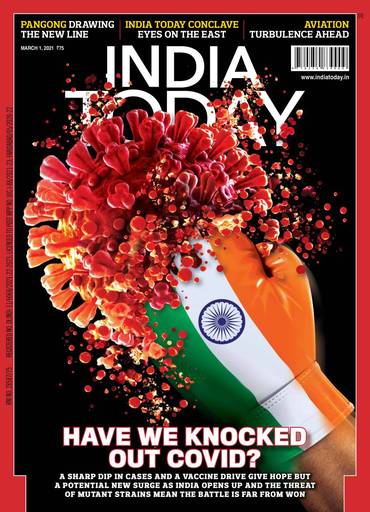 PANGONG DRAWING THE NEW LINE
INDIA TODAY CONCLAVE EYES ON THE EAST
AVIATION TURBULENCE AHEAD
MARCH 1, 2021 ₹75
www.indiatoday.in
INDIA
TODAY
HAVE WE KNOCKED
OUT COVID?
A SHARP DIP IN CASES AND A VACCINE DRIVE GIVE HOPE BUT
A POTENTIAL NEW SURGE AS INDIA OPENS UP AND THE THREAT
OF MUTANT STRAINS MEAN THE BATTLE IS FAR FROM WON